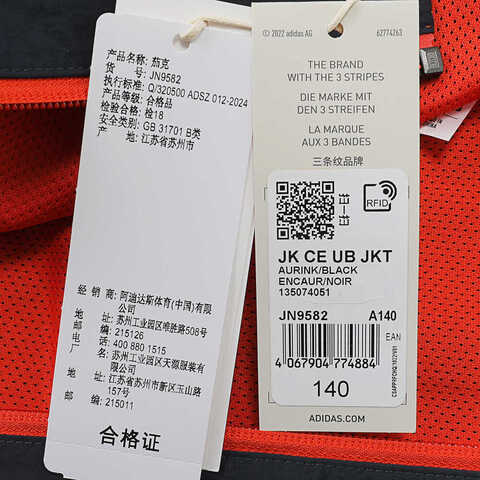 产品名称: 茄克
货 号: JN9582
执行标准: Q/320500 ADSZ 012-2024
产品等级: 合格品
检验合格: 检18
安全类别: GB 31701 B类
产 地: 江苏省苏州市
经 销 商: 阿迪达斯体育(中国)有限公司
地 址: 苏州工业园区唯胜路508号
邮 编: 215126
电 话: 400 880 1515
制 造 商: 苏州工业园区天源服装有限公司
地 址: 江苏省苏州市新区玉山路157号
邮 编: 215011
合格证
© 2022 adidas AG 62774263
THE BRAND
WITH THE 3 STRIPES
DIE MARKE MIT
DEN 3 STREIFEN
LA MARQUE
AUX 3 BANDES
三条纹品牌
RFID
JK CE UB JKT
AURINK/BLACK
ENCAUR/NOIR
135074051
JN9582 A140
EAN
4 067904 774884
140
ADIDAS.COM